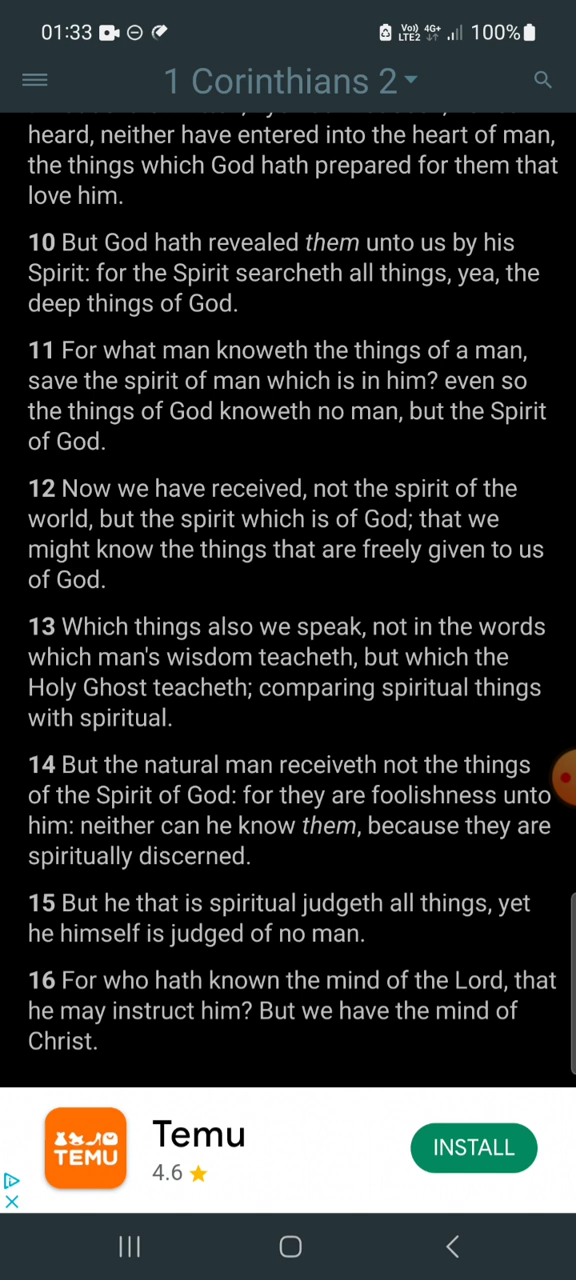 01:33 Vo)) 4G+ 100%
LTE2
1 Corinthians 2
heard, neither have entered into the heart of man,
the things which God hath prepared for them that
love him.
10 But God hath revealed them unto us by his
Spirit: for the Spirit searcheth all things, yea, the
deep things of God.
11 For what man knoweth the things of a man,
save the spirit of man which is in him? even so
the things of God knoweth no man, but the Spirit
of God.
12 Now we have received, not the spirit of the
world, but the spirit which is of God; that we
might know the things that are freely given to us
of God.
13 Which things also we speak, not in the words
which man's wisdom teacheth, but which the
Holy Ghost teacheth; comparing spiritual things
with spiritual.
14 But the natural man receiveth not the things
of the Spirit of God: for they are foolishness unto
him: neither can he know them, because they are
spiritually discerned.
15 But he that is spiritual judgeth all things, yet
he himself is judged of no man.
16 For who hath known the mind of the Lord, that
he may instruct him? But we have the mind of
Christ.
TEMU
Temu
4.6
INSTALL